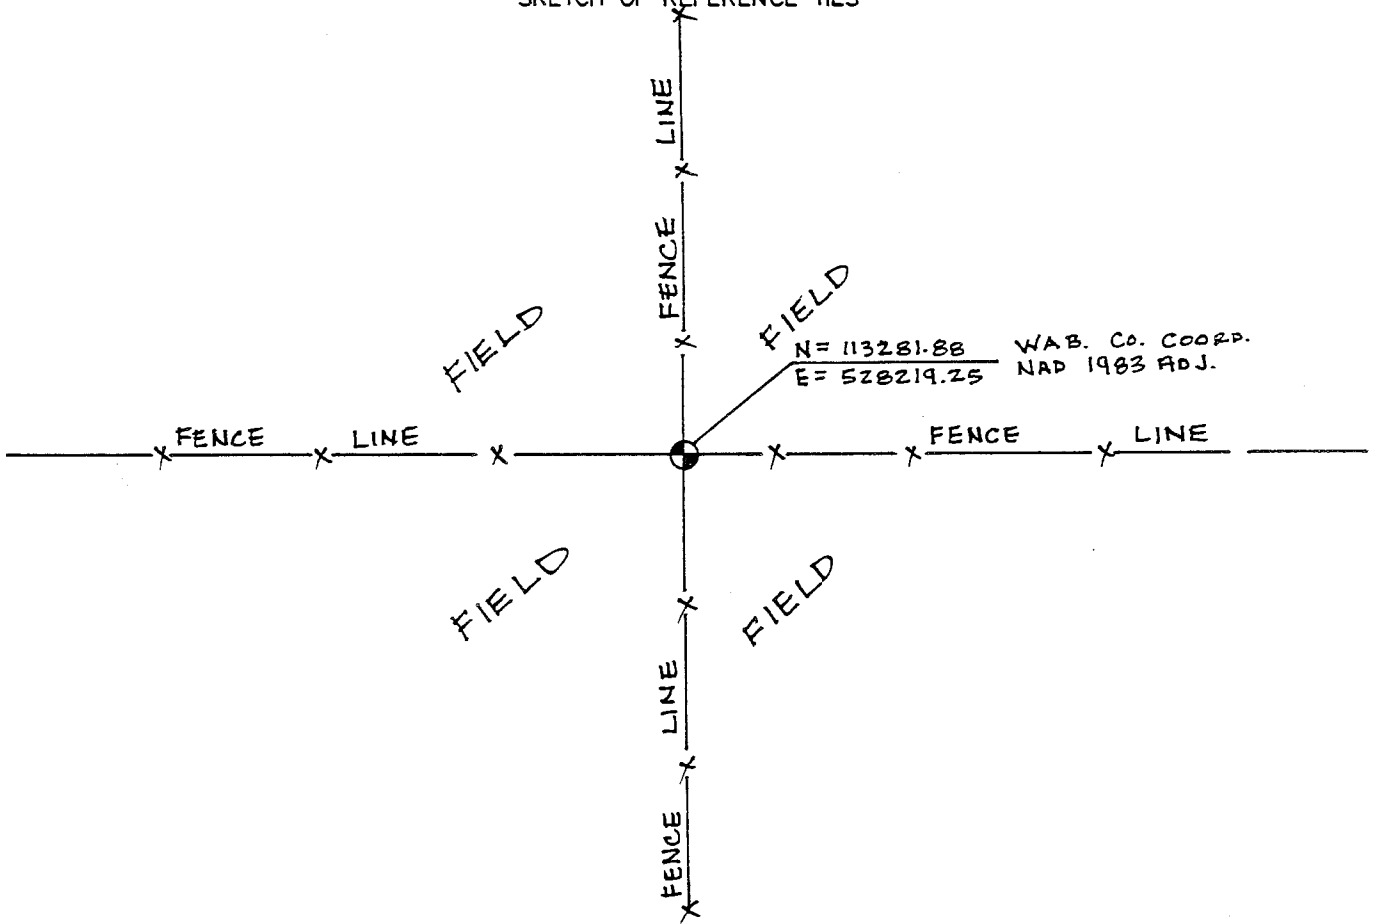 SKETCH OF REFERENCE TIES
FENCE LINE
FIELD
FIELD
N= 113281.88 WAB. CO. COORD.
E= 528219.25 NAD 1983 ADJ.
FENCE LINE
FENCE LINE
FIELD
FIELD
FENCE LINE